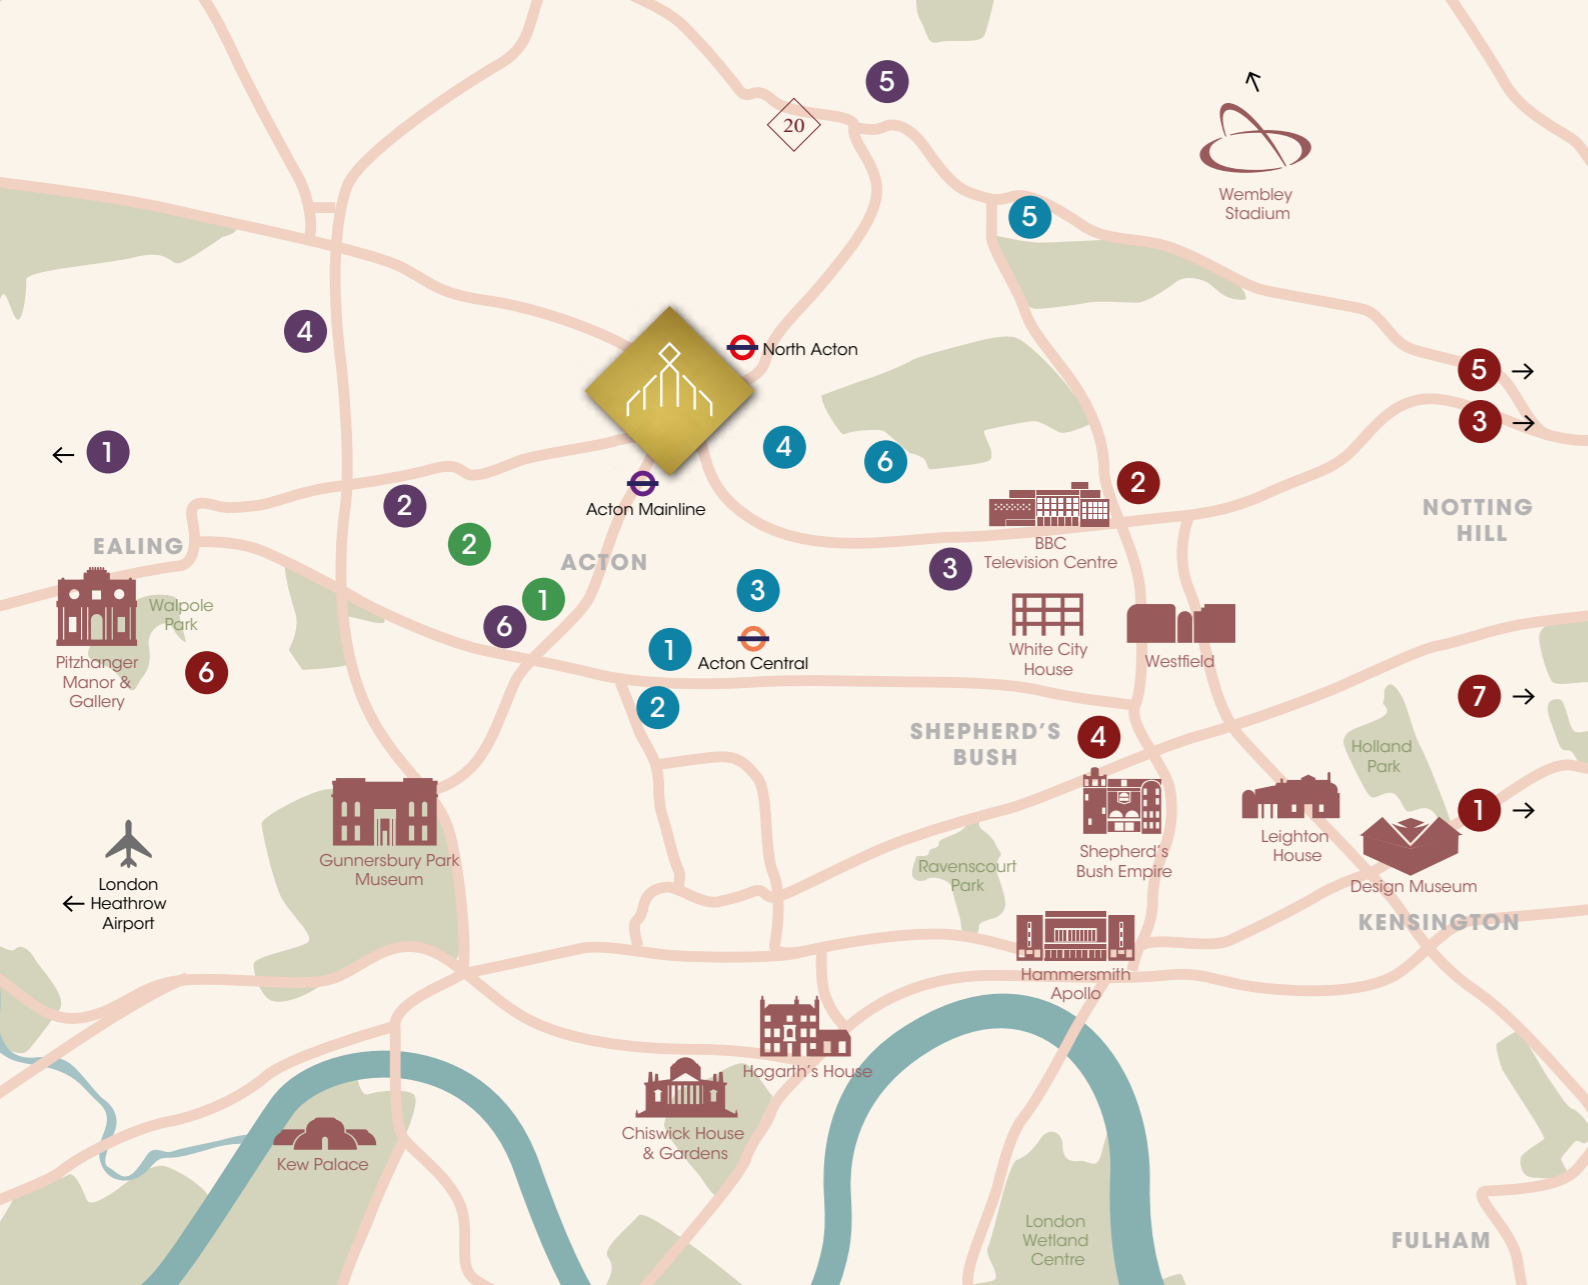 5
20
Wembley
Stadium
5
4
North Acton
5
3
1
4
6
2
Acton Mainline
2
NOTTING
HILL
EALING
2
ACTON
BBC
Television Centre
3
3
1
6
Walpole
Park
1
Acton Central
White City
House
Westfield
Pitzhanger
Manor &
Gallery
6
2
7
SHEPHERD'S
BUSH
4
Holland
Park
1
Gunnersbury Park
Museum
Leighton
House
Shepherd's
Bush Empire
Ravenscourt
Park
Design Museum
London
Heathrow
Airport
KENSINGTON
Hammersmith
Apollo
Hogarth's House
Chiswick House
& Gardens
Kew Palace
London
Wetland
Centre
FULHAM